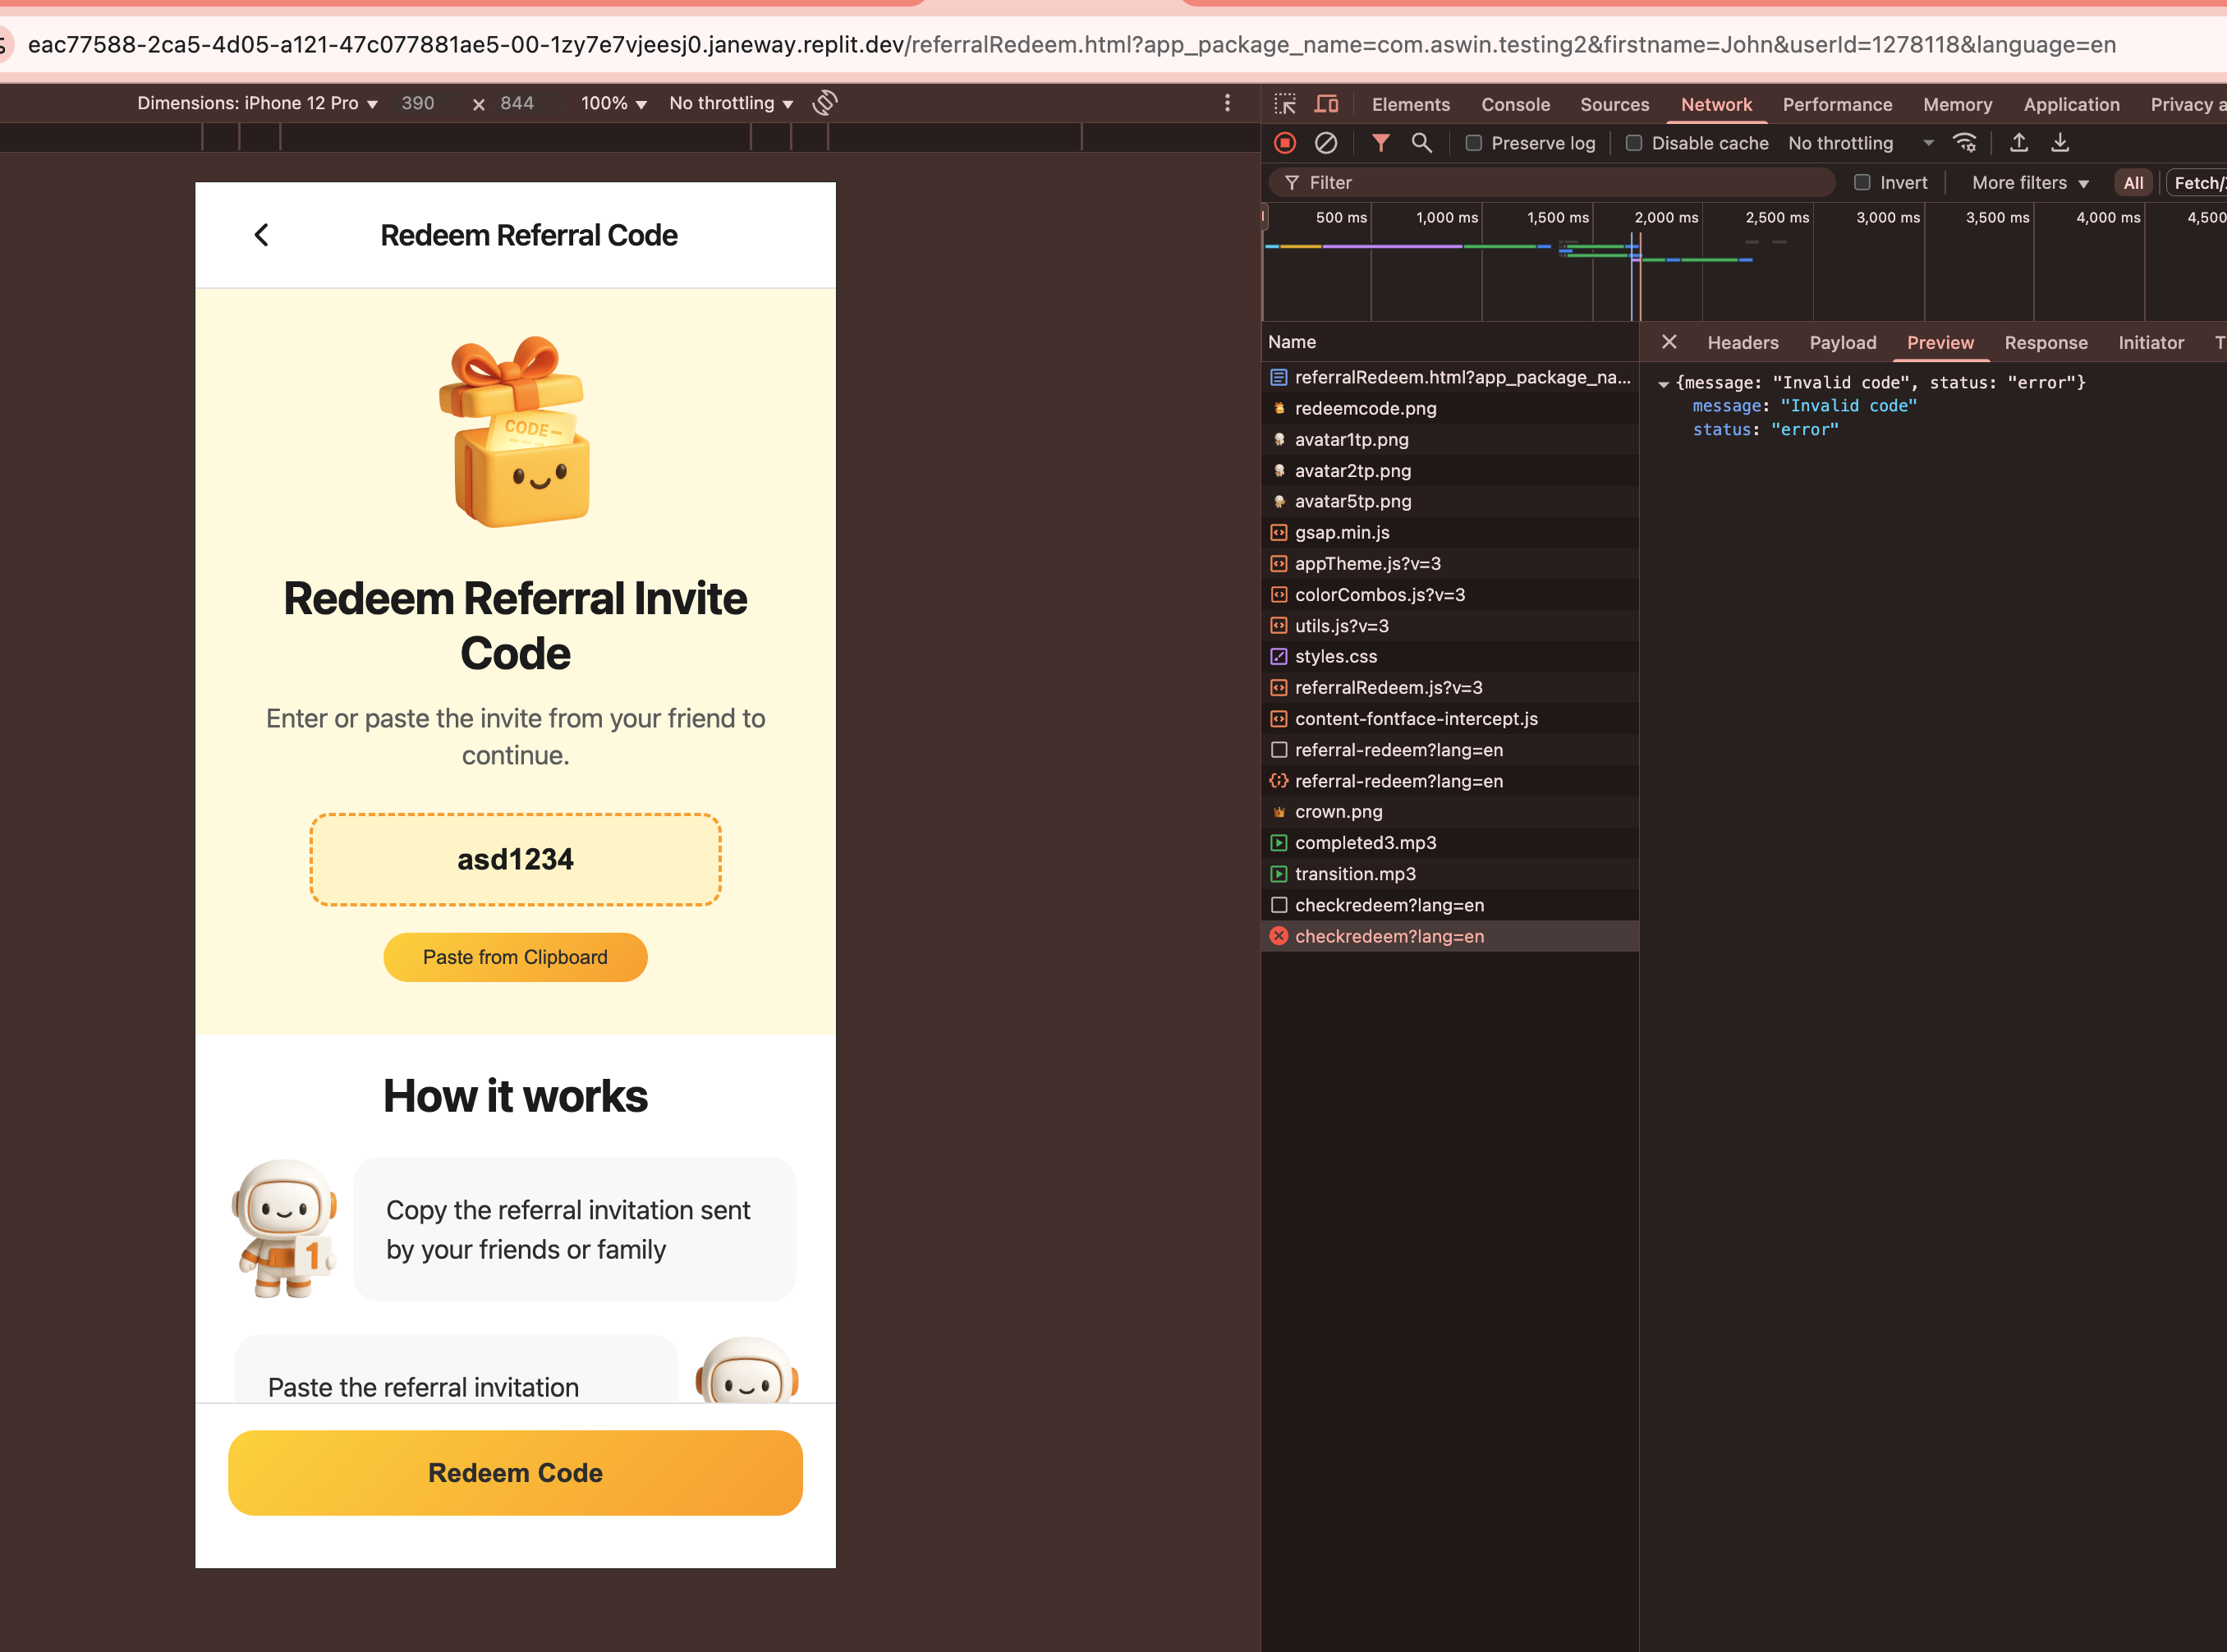 eac77588-2ca5-4d05-a121-47c077881ae5-00-1zy7e7vjeesj0.janeway.replit.dev/referralRedeem.html?app_package_name=com.aswin.testing2&firstname=John&userId=1278118&language=en
Dimensions: iPhone 12 Pro 390 × 844 100% No throttling
Redeem Referral Code
CODE
Redeem Referral Invite
Code
Enter or paste the invite from your friend to
continue.
asd1234
Paste from Clipboard
How it works
1
Copy the referral invitation sent
by your friends or family
Paste the referral invitation
Redeem Code
Elements Console Sources Network Performance Memory Application Privacy a
Preserve log Disable cache No throttling
Filter Invert More filters All Fetch/
500 ms 1,000 ms 1,500 ms 2,000 ms 2,500 ms 3,000 ms 3,500 ms 4,000 ms 4,500
Name
referralRedeem.html?app_package_na...
redeemcode.png
avatar1tp.png
avatar2tp.png
avatar5tp.png
gsap.min.js
appTheme.js?v=3
colorCombos.js?v=3
utils.js?v=3
styles.css
referralRedeem.js?v=3
content-fontface-intercept.js
referral-redeem?lang=en
referral-redeem?lang=en
crown.png
completed3.mp3
transition.mp3
checkredeem?lang=en
checkredeem?lang=en
Headers Payload Preview Response Initiator T
{message: "Invalid code", status: "error"}
message: "Invalid code"
status: "error"